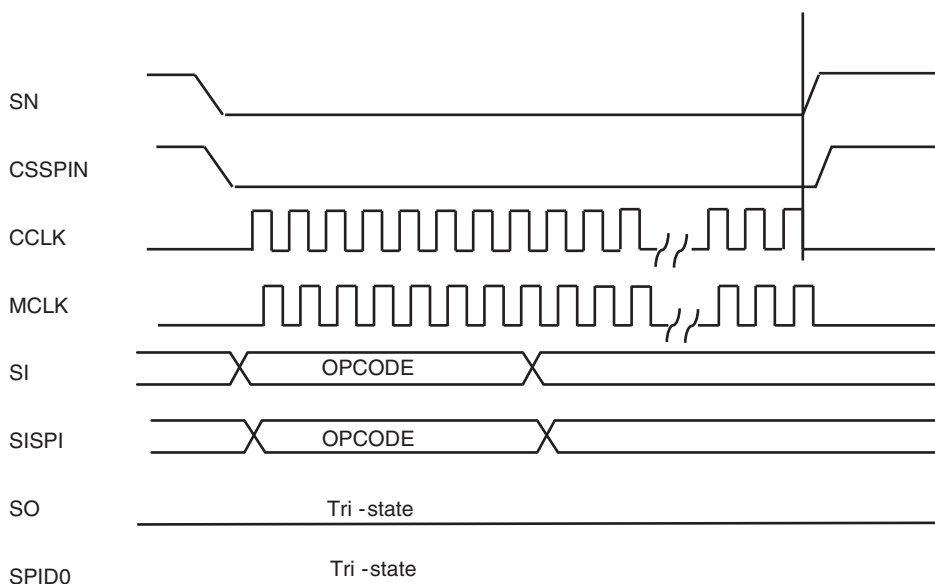 SN
CSSPIN
CCLK
MCLK
SI OPCODE
SISPI OPCODE
SO Tri -state
SPID0 Tri -state